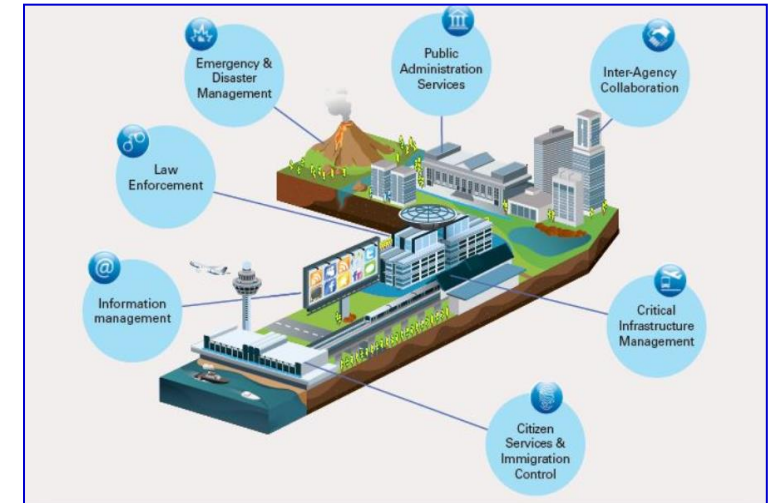 Emergency &
Disaster
Management
Public
Administration
Services
Inter-Agency
Collaboration
Law
Enforcement
@
Information
management
Critical
Infrastructure
Management
Citizen
Services &
Immigration
Control